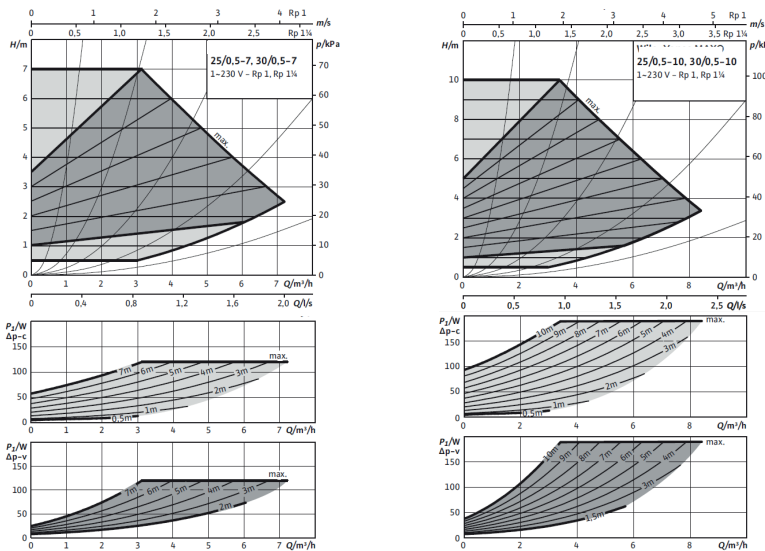 0 1 2 3 4 Rp 1
m/s
0 0,5 1,0 1,5 2,0 2,5 Rp 1¼
H/m p/kPa
25/0,5–7, 30/0,5–7
1~230 V – Rp 1, Rp 1¼
max.
7
6
5
4
3
2
1
0
70
60
50
40
30
20
10
0
0 1 2 3 4 5 6 7 Q/m³/h
0 0,4 0,8 1,2 1,6 2,0 Q/l/s
P₁/W
Δp–c
150
100
50
0
max.
7m 6m 5m 4m 3m
2m
1m
0.5m
0 1 2 3 4 5 6 7 Q/m³/h
P₁/W
Δp–v
150
100
50
0
max.
7m 6m 5m 4m 3m
2m
0 1 2 3 4 5 6 7 Q/m³/h
0 1 2 3 4 5 Rp 1
m/s
0 0,5 1,0 1,5 2,0 2,5 3,0 3,5 Rp 1¼
H/m p/kPa
25/0,5–10, 30/0,5–10
1~230 V – Rp 1, Rp 1¼
max.
10
8
6
4
2
0
100
80
60
40
20
0
0 2 4 6 8 Q/m³/h
0 0,5 1,0 1,5 2,0 2,5 Q/l/s
P₁/W
Δp–c
150
100
50
0
max.
10m 9m 8m 7m 6m 5m 4m
3m
2m
1m
0.5m
0 2 4 6 8 Q/m³/h
P₁/W
Δp–v
150
100
50
0
max.
10m 9m 8m 7m 6m 5m 4m
3m
1,5m
0 2 4 6 8 Q/m³/h